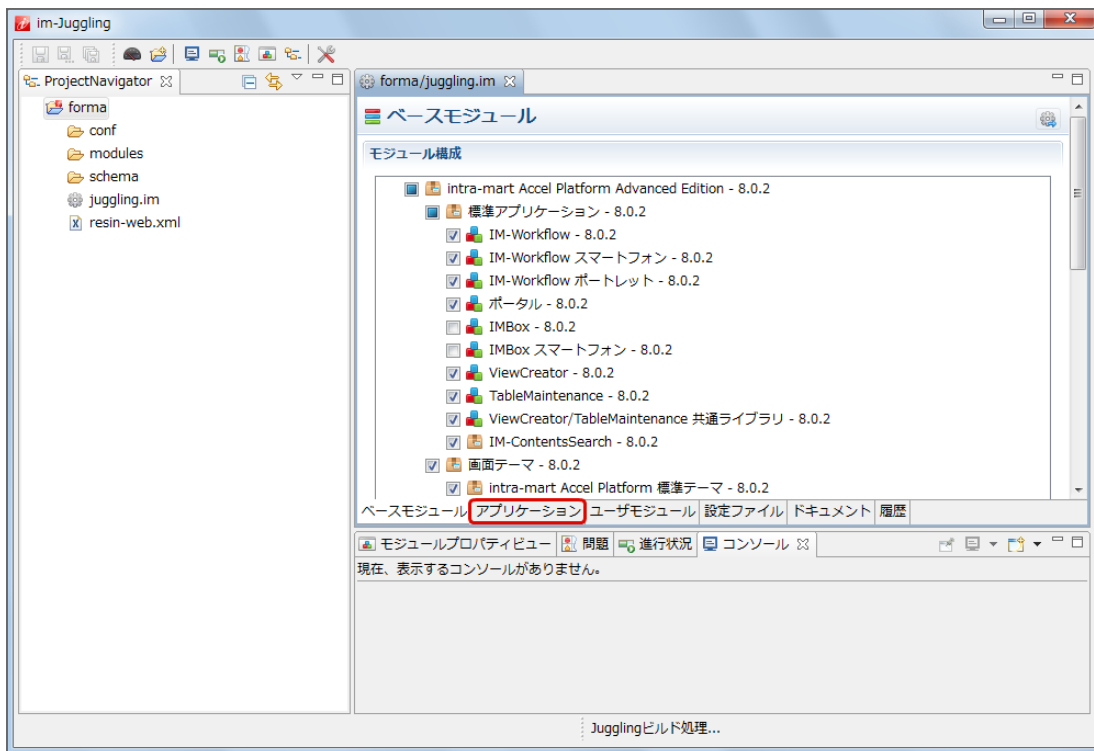 im-Juggling
ProjectNavigator
forma
conf
modules
schema
juggling.im
resin-web.xml
forma/juggling.im
ベースモジュール
モジュール構成
intra-mart Accel Platform Advanced Edition - 8.0.2
標準アプリケーション - 8.0.2
IM-Workflow - 8.0.2
IM-Workflow スマートフォン - 8.0.2
IM-Workflow ポートレット - 8.0.2
ポータル - 8.0.2
IMBox - 8.0.2
IMBox スマートフォン - 8.0.2
ViewCreator - 8.0.2
TableMaintenance - 8.0.2
ViewCreator/TableMaintenance 共通ライブラリ - 8.0.2
IM-ContentsSearch - 8.0.2
画面テーマ - 8.0.2
intra-mart Accel Platform 標準テーマ - 8.0.2
ベースモジュール アプリケーション ユーザモジュール 設定ファイル ドキュメント 履歴
モジュールプロパティビュー 問題 進行状況 コンソール
現在、表示するコンソールがありません。
Jugglingビルド処理...